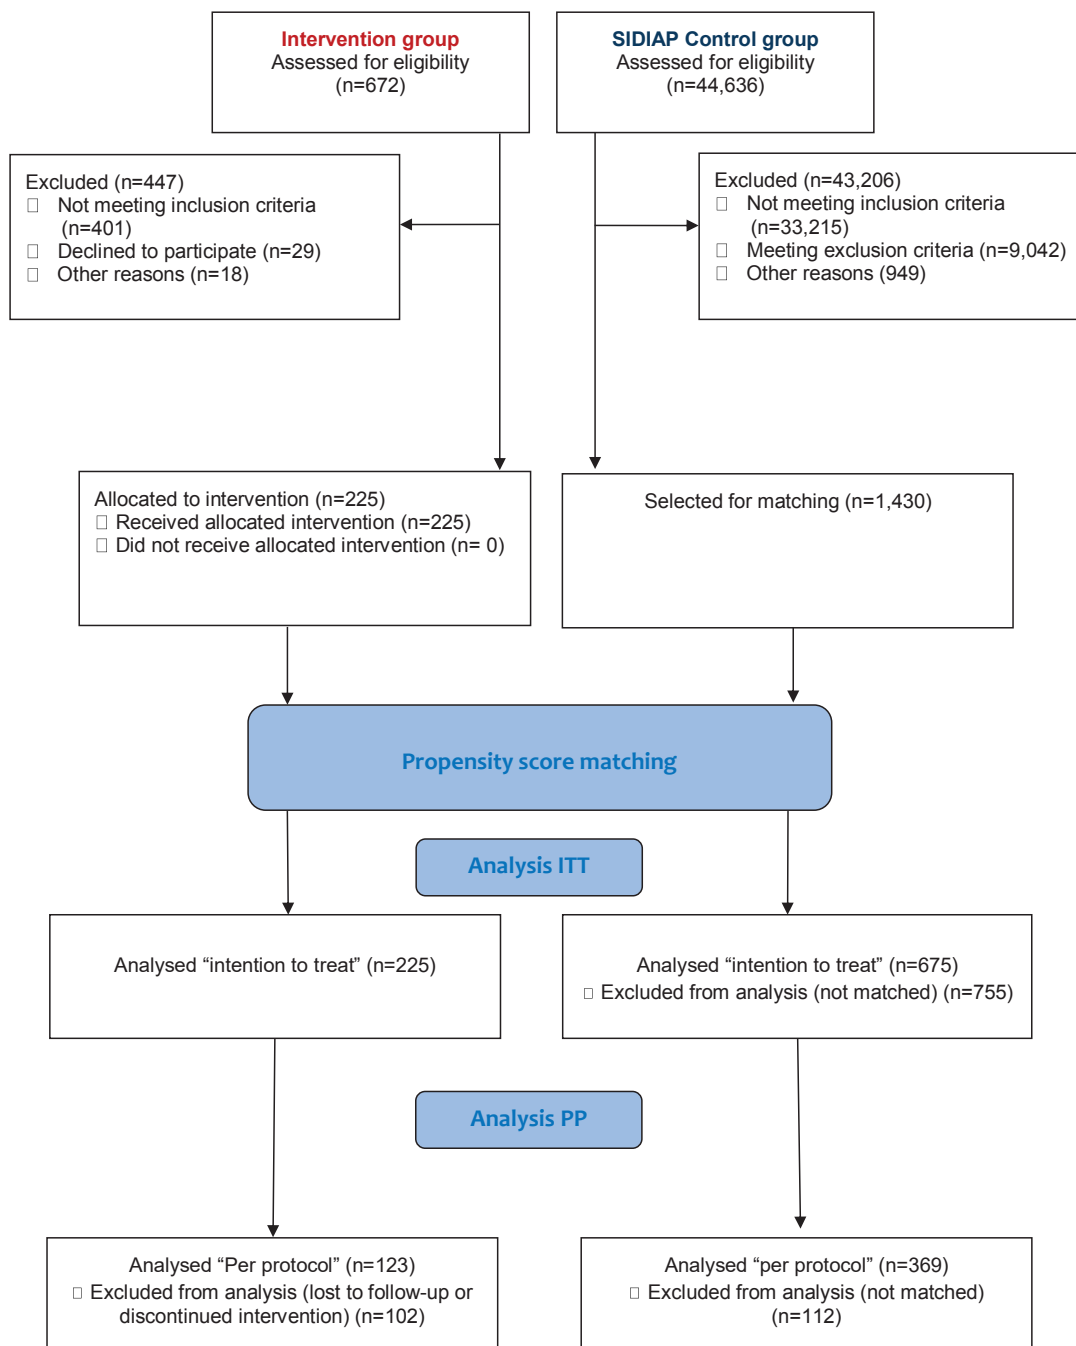 Intervention group
Assessed for eligibility
(n=672)
SIDIAP Control group
Assessed for eligibility
(n=44,636)
Excluded (n=447)
□ Not meeting inclusion criteria
(n=401)
□ Declined to participate (n=29)
□ Other reasons (n=18)
Excluded (n=43,206)
□ Not meeting inclusion criteria
(n=33,215)
□ Meeting exclusion criteria (n=9,042)
□ Other reasons (949)
Allocated to intervention (n=225)
□ Received allocated intervention (n=225)
□ Did not receive allocated intervention (n= 0)
Selected for matching (n=1,430)
Propensity score matching
Analysis ITT
Analysed “intention to treat” (n=225)
Analysed “intention to treat” (n=675)
□ Excluded from analysis (not matched) (n=755)
Analysis PP
Analysed “Per protocol” (n=123)
□ Excluded from analysis (lost to follow-up or
discontinued intervention) (n=102)
Analysed “per protocol” (n=369)
□ Excluded from analysis (not matched)
(n=112)